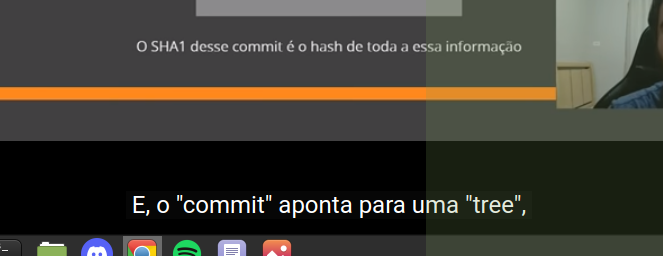 O SHA1 desse commit é o hash de toda a essa informação
E, o "commit" aponta para uma "tree",